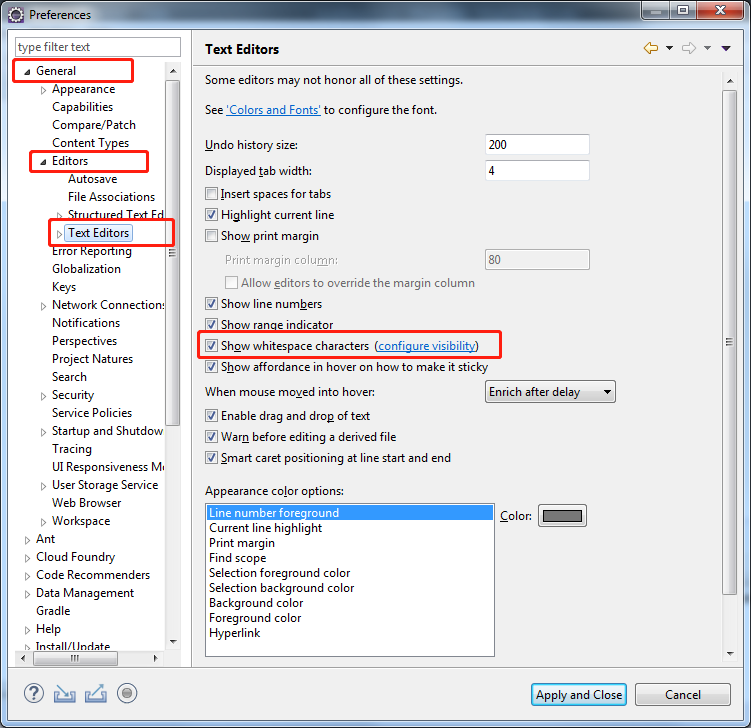 Preferences
type filter text
General
Appearance
Capabilities
Compare/Patch
Content Types
Editors
Autosave
File Associations
Structured Text Ed
Text Editors
Error Reporting
Globalization
Keys
Network Connections
Notifications
Perspectives
Project Natures
Search
Security
Service Policies
Startup and Shutdow
Tracing
UI Responsiveness Mo
User Storage Service
Web Browser
Workspace
Ant
Cloud Foundry
Code Recommenders
Data Management
Gradle
Help
Install/Update
Text Editors
Some editors may not honor all of these settings.
See 'Colors and Fonts' to configure the font.
Undo history size: 200
Displayed tab width: 4
Insert spaces for tabs
Highlight current line
Show print margin
Print margin column: 80
Allow editors to override the margin column
Show line numbers
Show range indicator
Show whitespace characters (configure visibility)
Show affordance in hover on how to make it sticky
When mouse moved into hover: Enrich after delay
Enable drag and drop of text
Warn before editing a derived file
Smart caret positioning at line start and end
Appearance color options:
Line number foreground
Current line highlight
Print margin
Find scope
Selection foreground color
Selection background color
Background color
Foreground color
Hyperlink
Color:
Apply and Close
Cancel